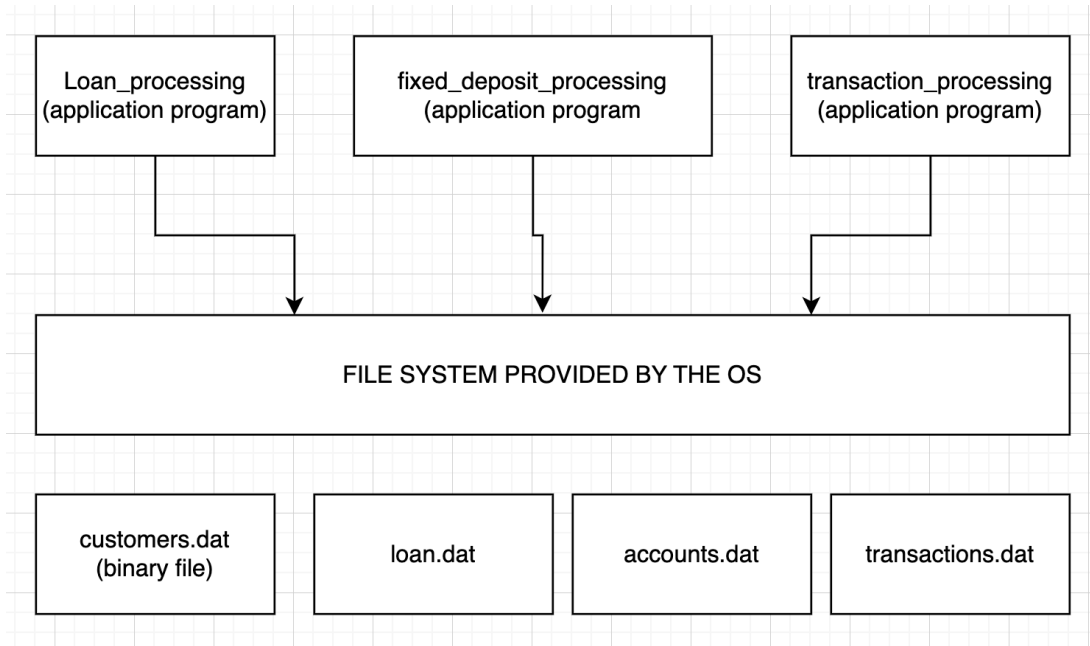 Loan_processing
(application program)
fixed_deposit_processing
(application program
transaction_processing
(application program)
FILE SYSTEM PROVIDED BY THE OS
customers.dat
(binary file)
loan.dat
accounts.dat
transactions.dat